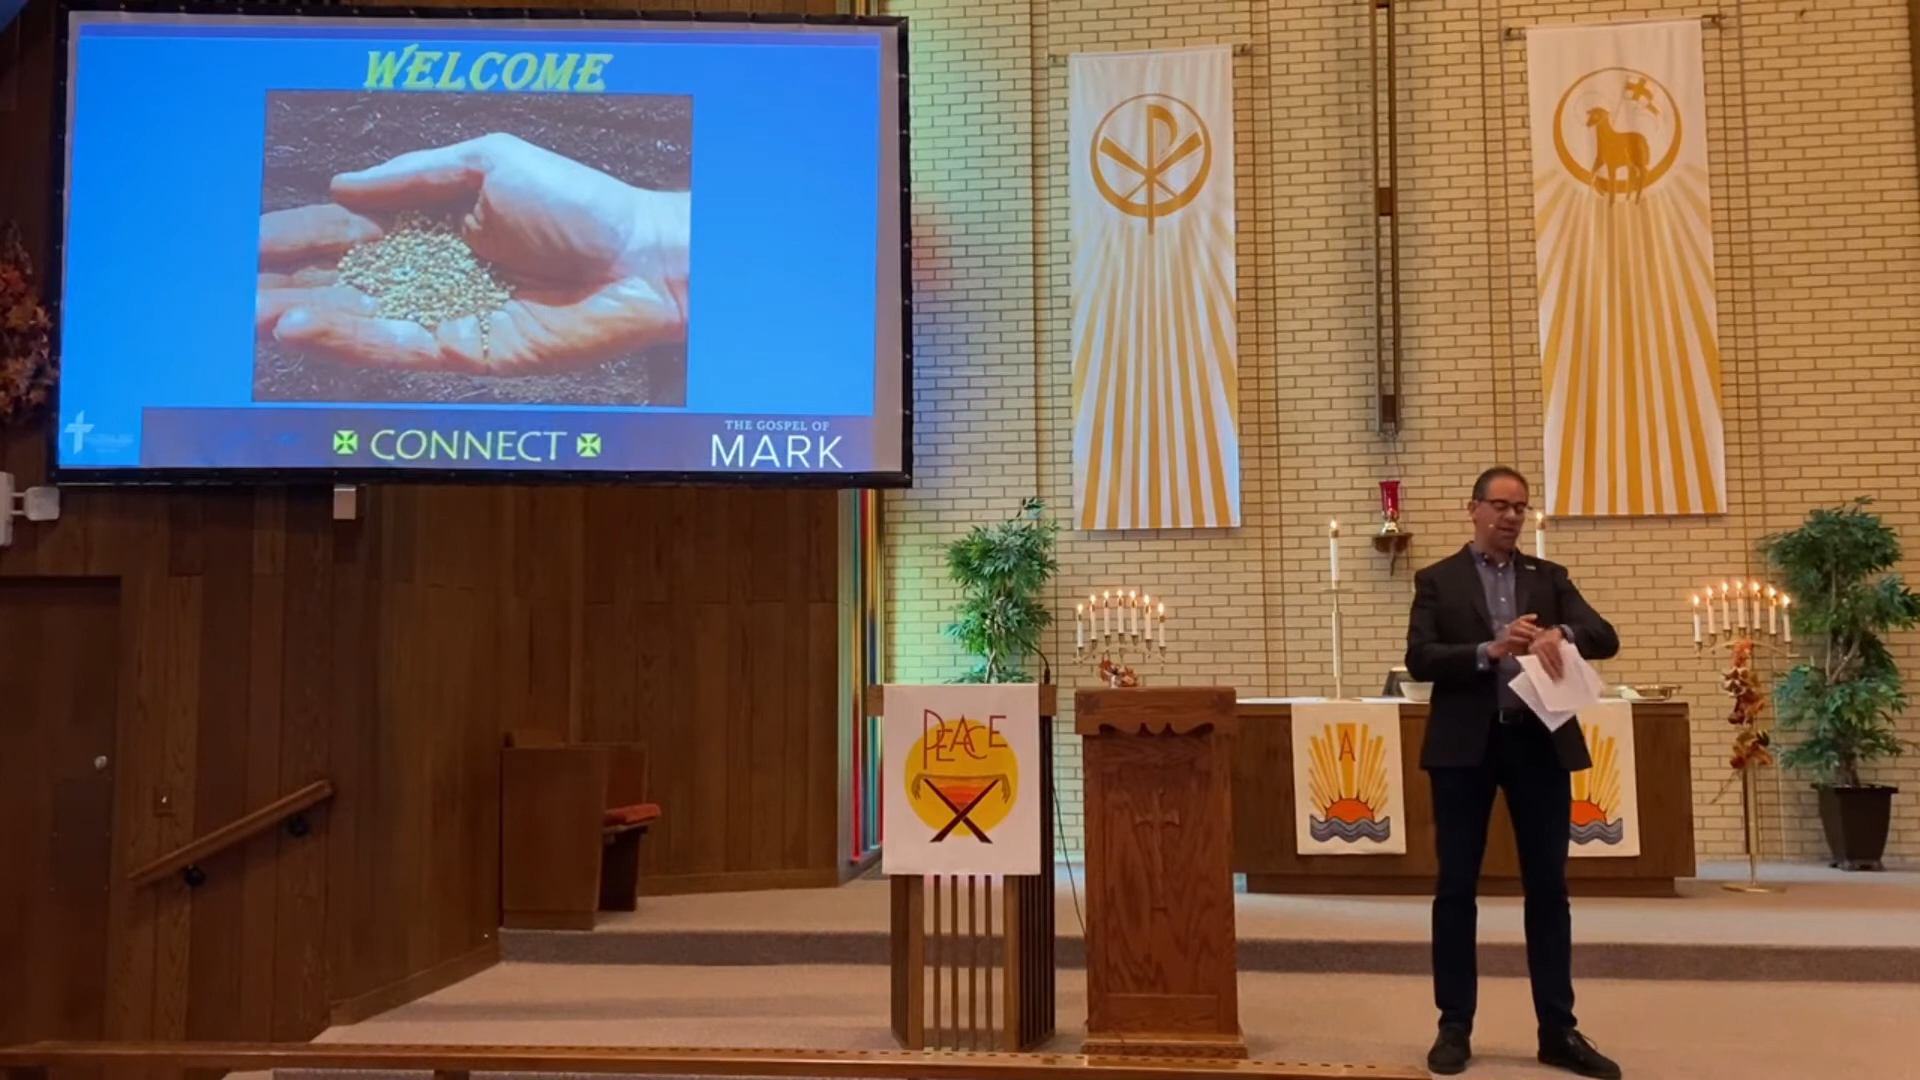 WELCOME
CONNECT
THE GOSPEL OF
MARK
PEACE
A